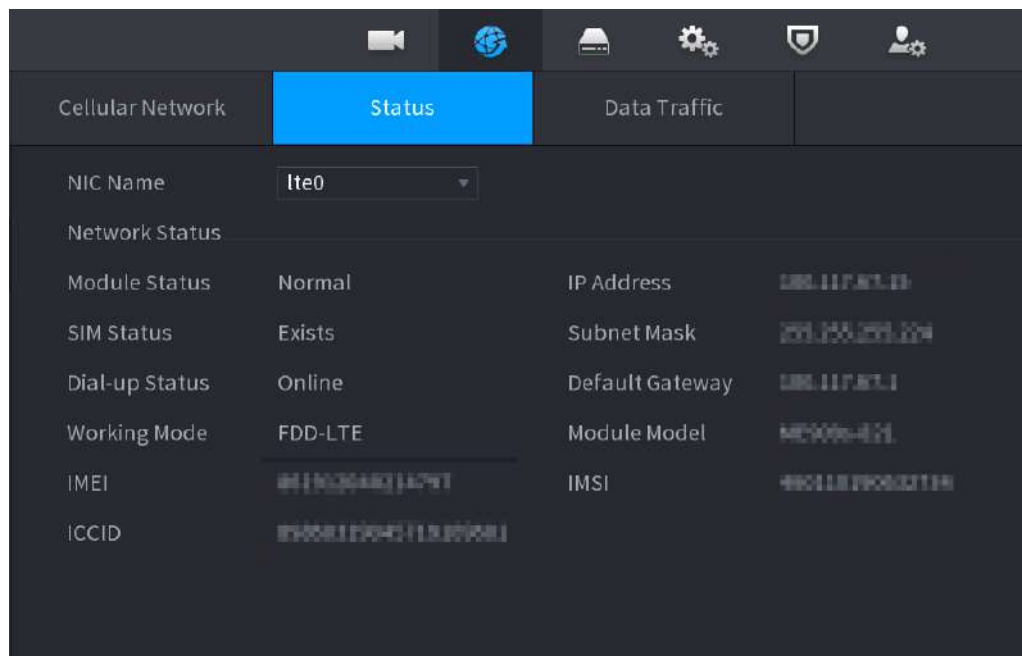 Cellular Network Status Data Traffic
NIC Name lte0
Network Status
Module Status Normal IP Address
SIM Status Exists Subnet Mask
Dial-up Status Online Default Gateway
Working Mode FDD-LTE Module Model
IMEI IMSI
ICCID